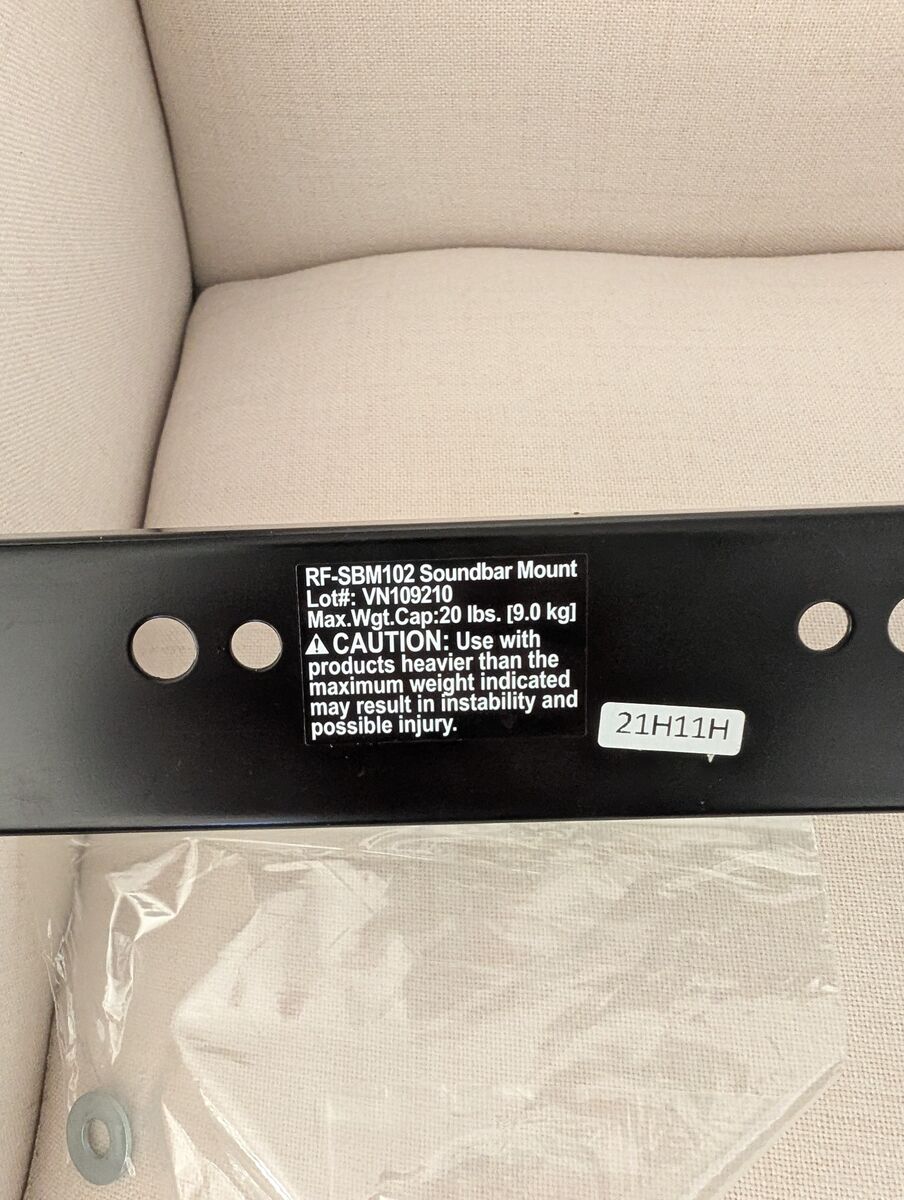 RF-SBM102 Soundbar Mount
Lot#: VN109210
Max.Wgt.Cap:20 lbs. [9.0 kg]
⚠ CAUTION: Use with
products heavier than the
maximum weight indicated
may result in instability and
possible injury.
21H11H